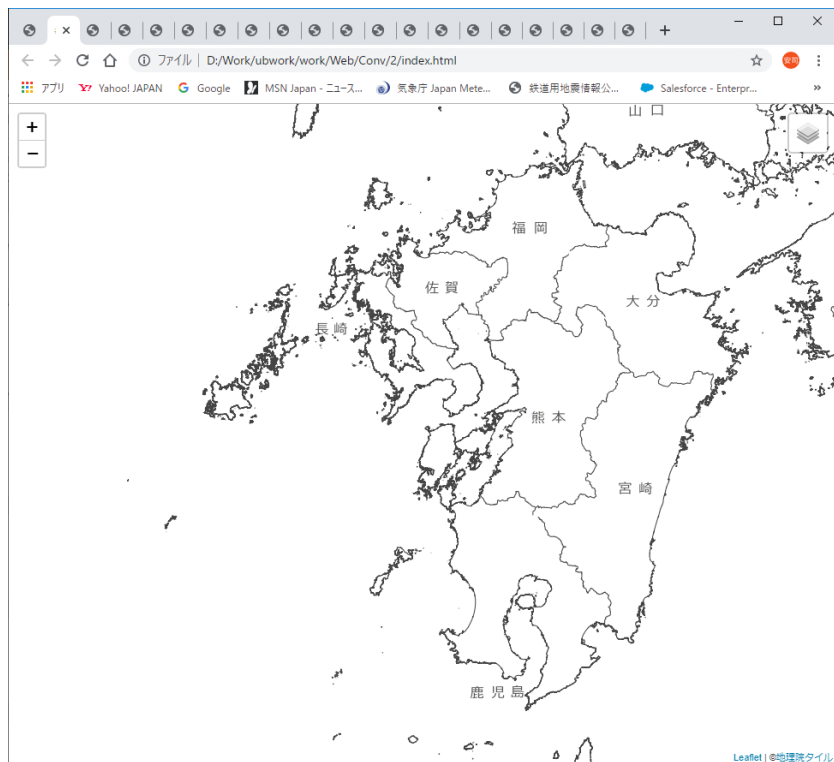 ファイル | D:/Work/ubwork/work/Web/Conv/2/index.html
安司
アプリ Yahoo! JAPAN Google MSN Japan - ニュース... 気象庁 Japan Mete... 鉄道用地震情報公... Salesforce - Enterpr... »
+
−
山口
福岡
佐賀
大分
長崎
熊本
宮崎
鹿児島
Leaflet | ©地理院タイル